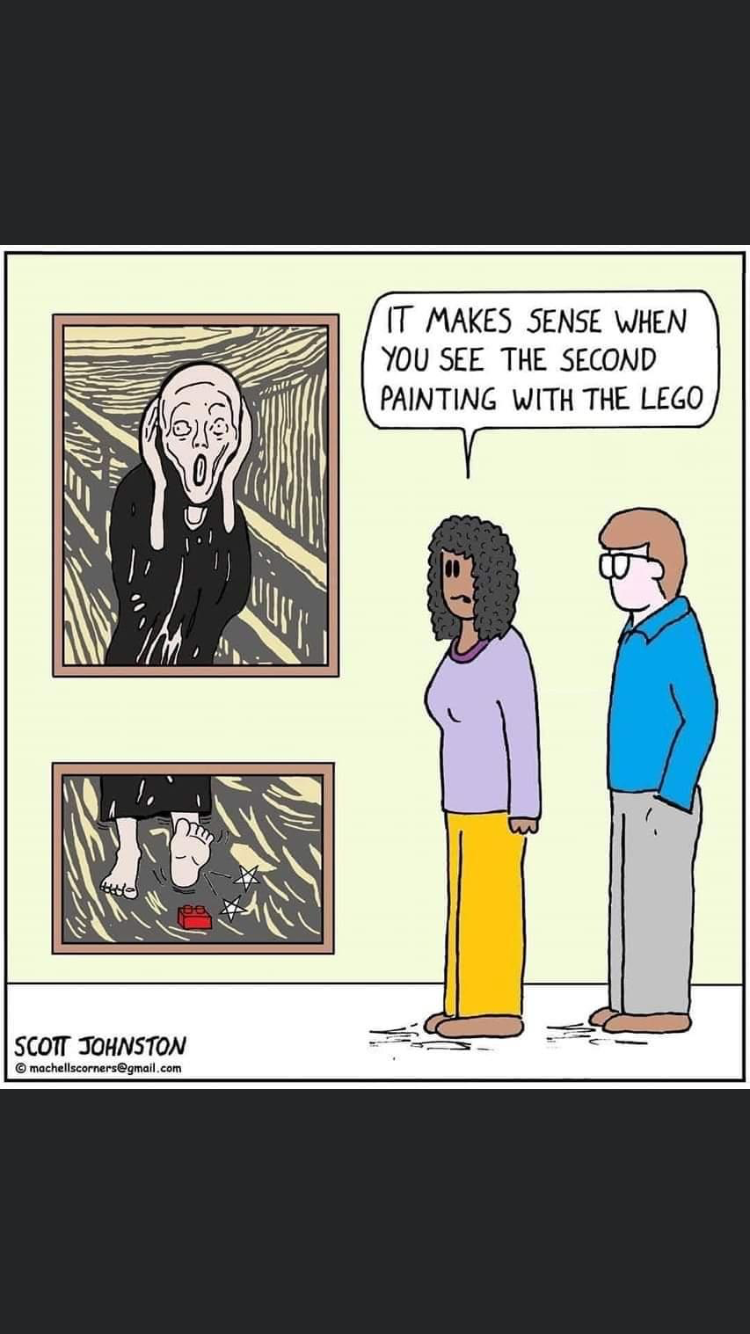 IT MAKES SENSE WHEN
YOU SEE THE SECOND
PAINTING WITH THE LEGO
SCOTT JOHNSTON
© machellscorners@gmail.com